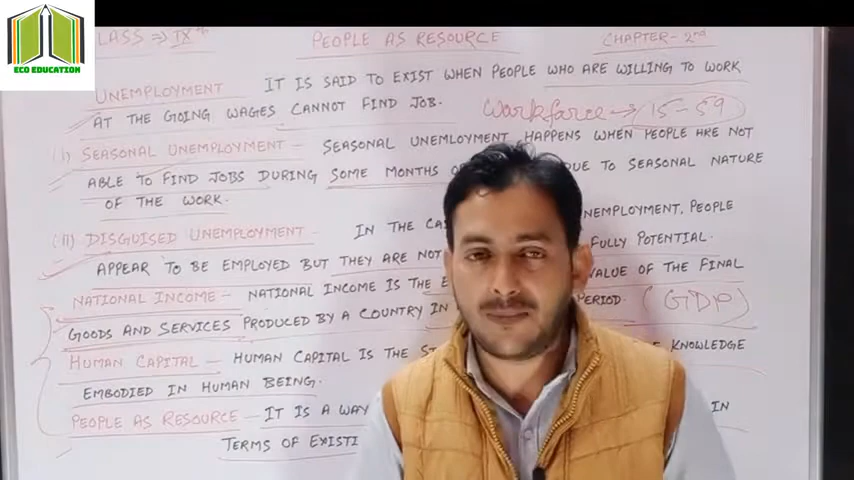 ECO EDUCATION
LASS ⇒ IXth PEOPLE AS RESOURCE CHAPTER- 2nd
UNEMPLOYMENT IT IS SAID TO EXIST WHEN PEOPLE WHO ARE WILLING TO WORK
AT THE GOING WAGES CANNOT FIND JOB. Workforce → 15-59
(i) SEASONAL UNEMPLOYMENT - SEASONAL UNEMLOYMENT HAPPENS WHEN PEOPLE ARE NOT
ABLE TO FIND JOBS DURING SOME MONTHS DUE TO SEASONAL NATURE
OF THE WORK.
(ii) DISGUISED UNEMPLOYMENT - IN THE CA NEMPLOYMENT, PEOPLE
APPEAR TO BE EMPLOYED BUT THEY ARE NOT FULLY POTENTIAL.
NATIONAL INCOME - NATIONAL INCOME IS THE VALUE OF THE FINAL
GOODS AND SERVICES PRODUCED BY A COUNTRY IN PERIOD. (GDP)
HUMAN CAPITAL - HUMAN CAPITAL IS THE KNOWLEDGE
EMBODIED IN HUMAN BEING.
PEOPLE AS RESOURCE - IT IS A WAY IN
TERMS OF EXISTI